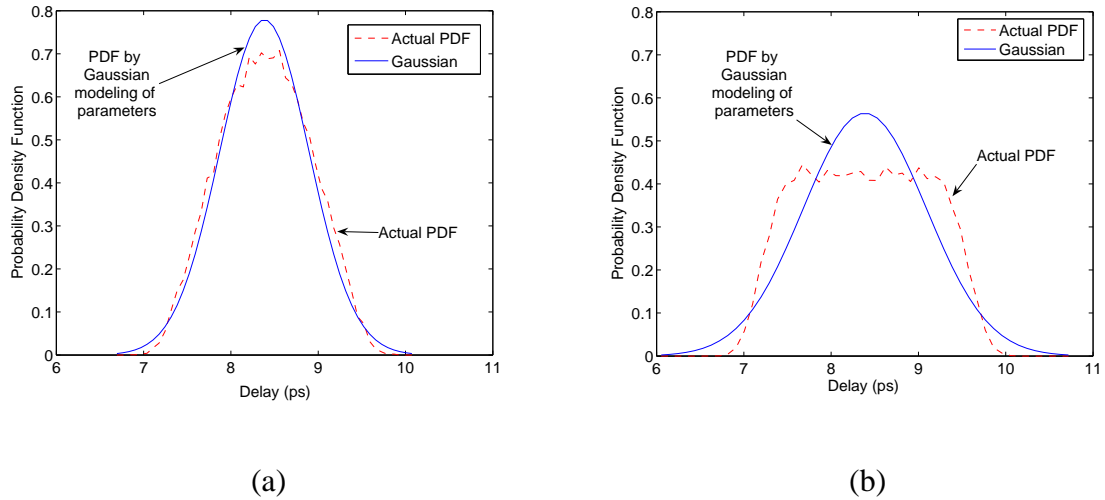 0.8
0.7
0.6
0.5
0.4
0.3
0.2
0.1
0
6
7
8
9
10
11
Delay (ps)
Probability Density Function
Actual PDF
Gaussian
PDF by
Gaussian
modeling of
parameters
Actual PDF
(a)
0.8
0.7
0.6
0.5
0.4
0.3
0.2
0.1
0
6
7
8
9
10
11
Delay (ps)
Probability Density Function
Actual PDF
Gaussian
PDF by
Gaussian
modeling of
parameters
Actual PDF
(b)